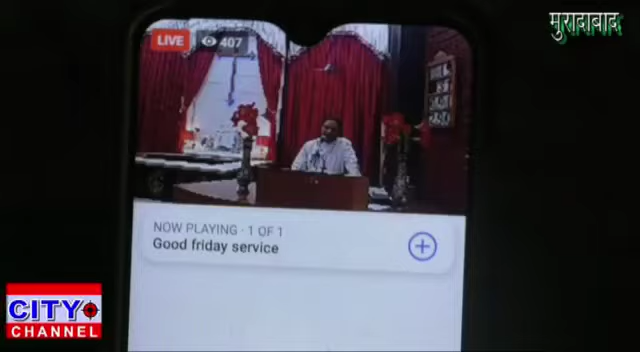 मुरादाबाद
LIVE 407
NOW PLAYING · 1 OF 1
Good friday service
CITY
CHANNEL